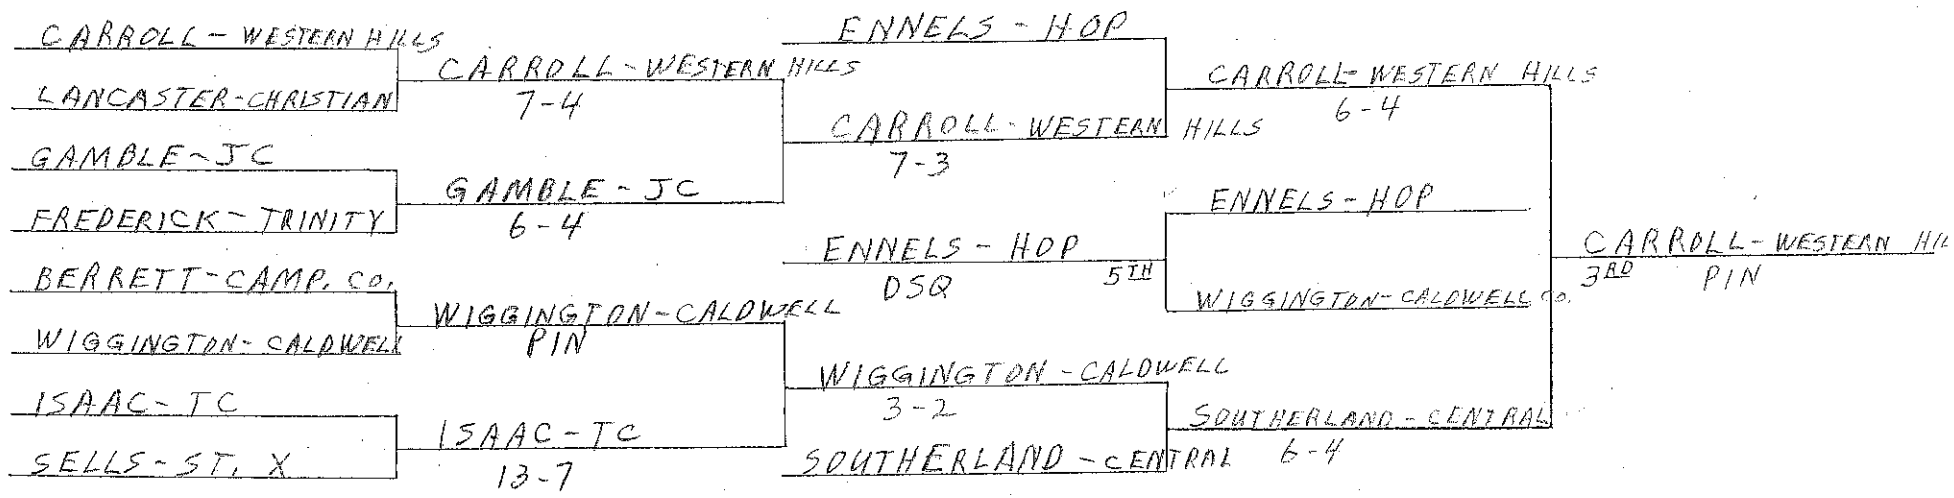 CARROLL - WESTERN HILLS
LANCASTER-CHRISTIAN
GAMBLE - JC
FREDERICK - TRINITY
BERRETT - CAMP. CO.
WIGGINGTON - CALDWELL
ISAAC - TC
SELLS - ST. X
CARROLL - WESTERN HILLS
7-4
GAMBLE - JC
6-4
WIGGINGTON - CALDWELL
PIN
ISAAC - TC
13-7
ENNELS - HOP
CARROLL - WESTERN HILLS
7-3
ENNELS - HOP
DSQ
5TH
WIGGINGTON - CALDWELL
3-2
SOUTHERLAND - CENTRAL
CARROLL - WESTERN HILLS
6-4
ENNELS - HOP
WIGGINGTON - CALDWELL CO.
SOUTHERLAND - CENTRAL
6-4
CARROLL - WESTERN HIL
3RD PIN